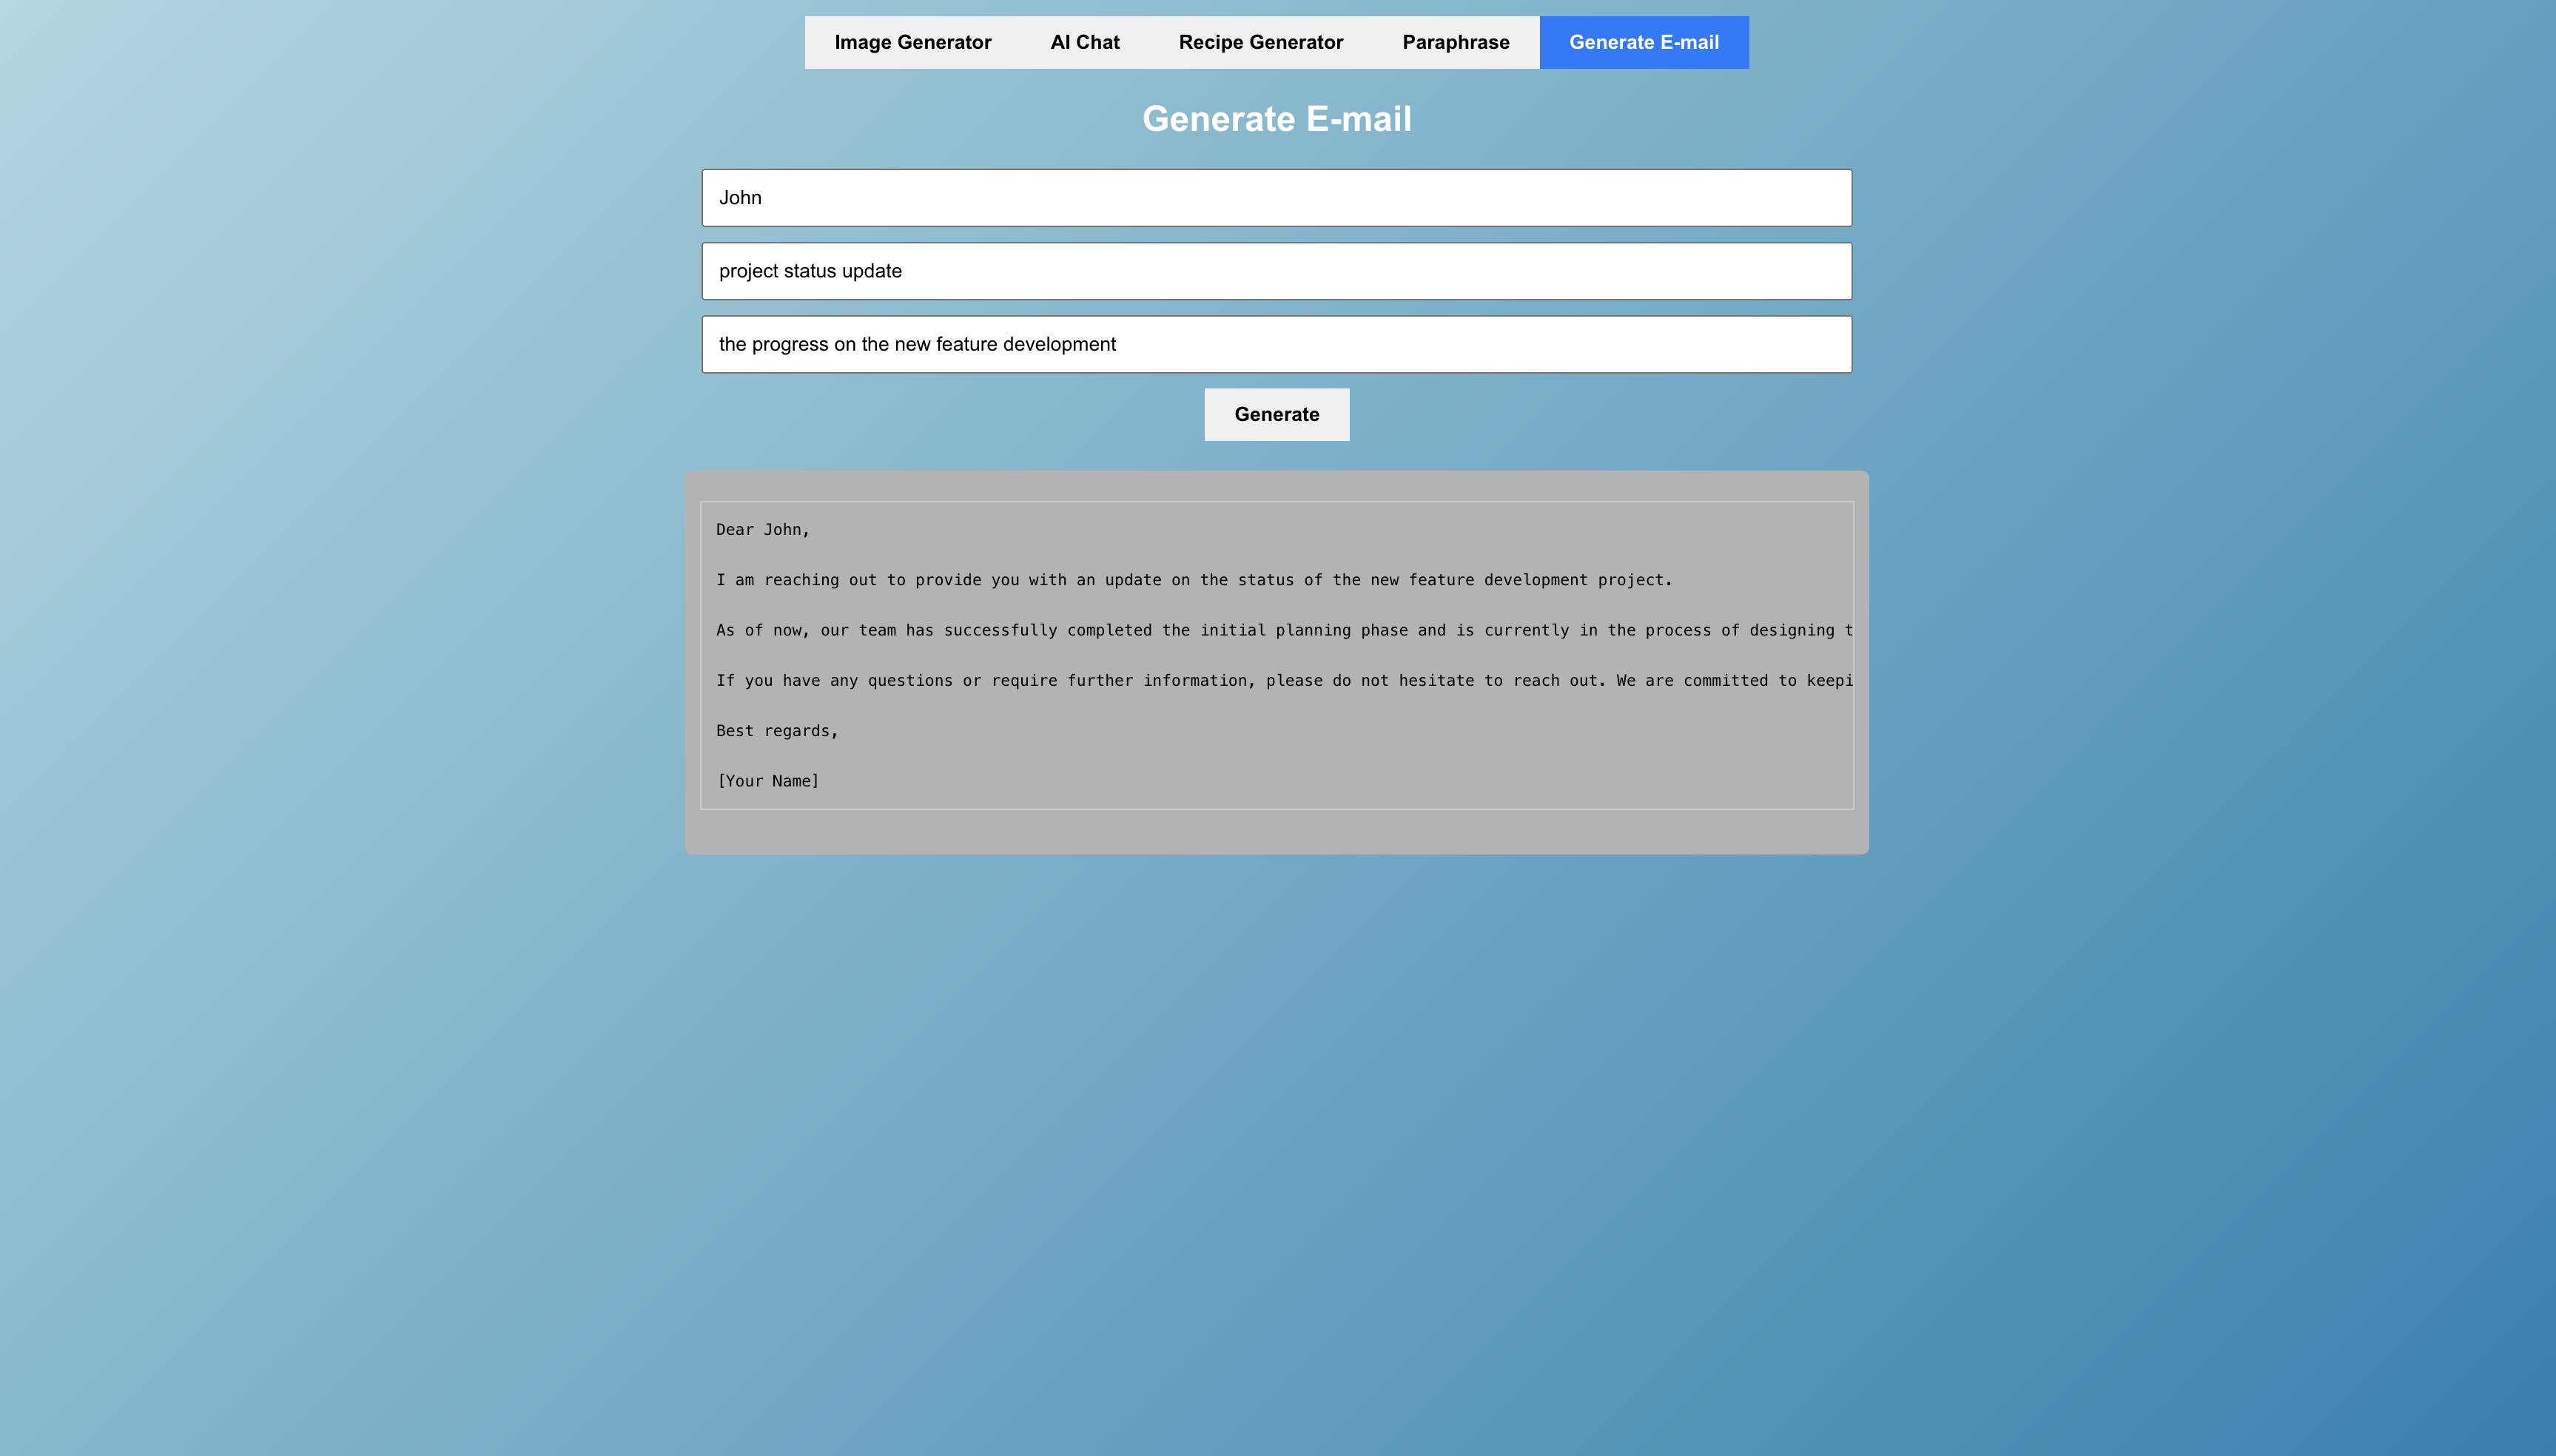 Image Generator AI Chat Recipe Generator Paraphrase Generate E-mail
Generate E-mail
John
project status update
the progress on the new feature development
Generate
Dear John,
I am reaching out to provide you with an update on the status of the new feature development project.
As of now, our team has successfully completed the initial planning phase and is currently in the process of designing t
If you have any questions or require further information, please do not hesitate to reach out. We are committed to keepi
Best regards,
[Your Name]